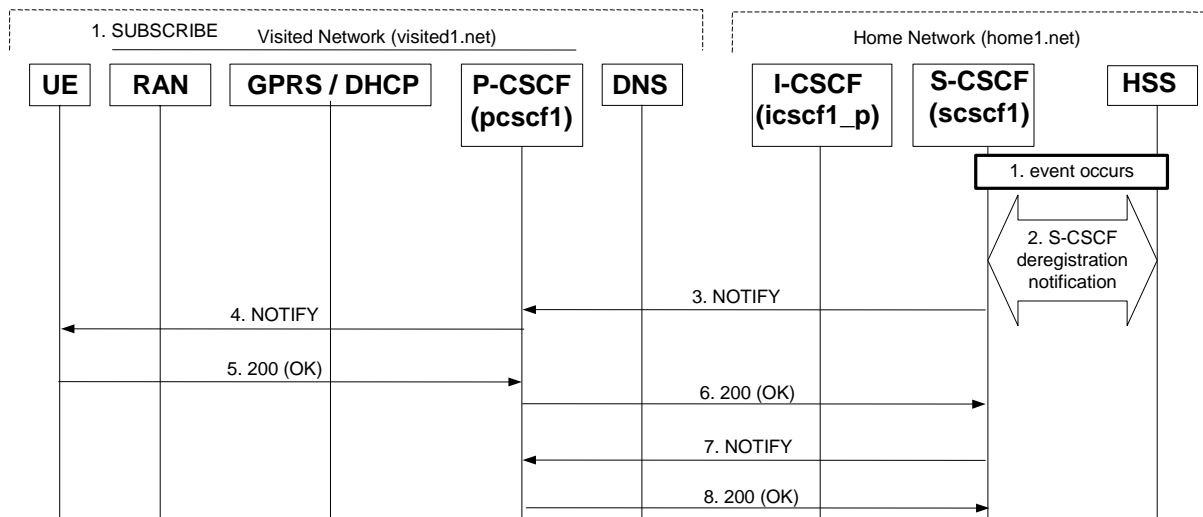 1. SUBSCRIBE
Visited Network (visited1.net)
Home Network (home1.net)
UE
RAN
GPRS / DHCP
P-CSCF
(pcscf1)
DNS
I-CSCF
(icscf1_p)
S-CSCF
(scscf1)
HSS
1. event occurs
2. S-CSCF
deregistration
notification
3. NOTIFY
4. NOTIFY
5. 200 (OK)
6. 200 (OK)
7. NOTIFY
8. 200 (OK)